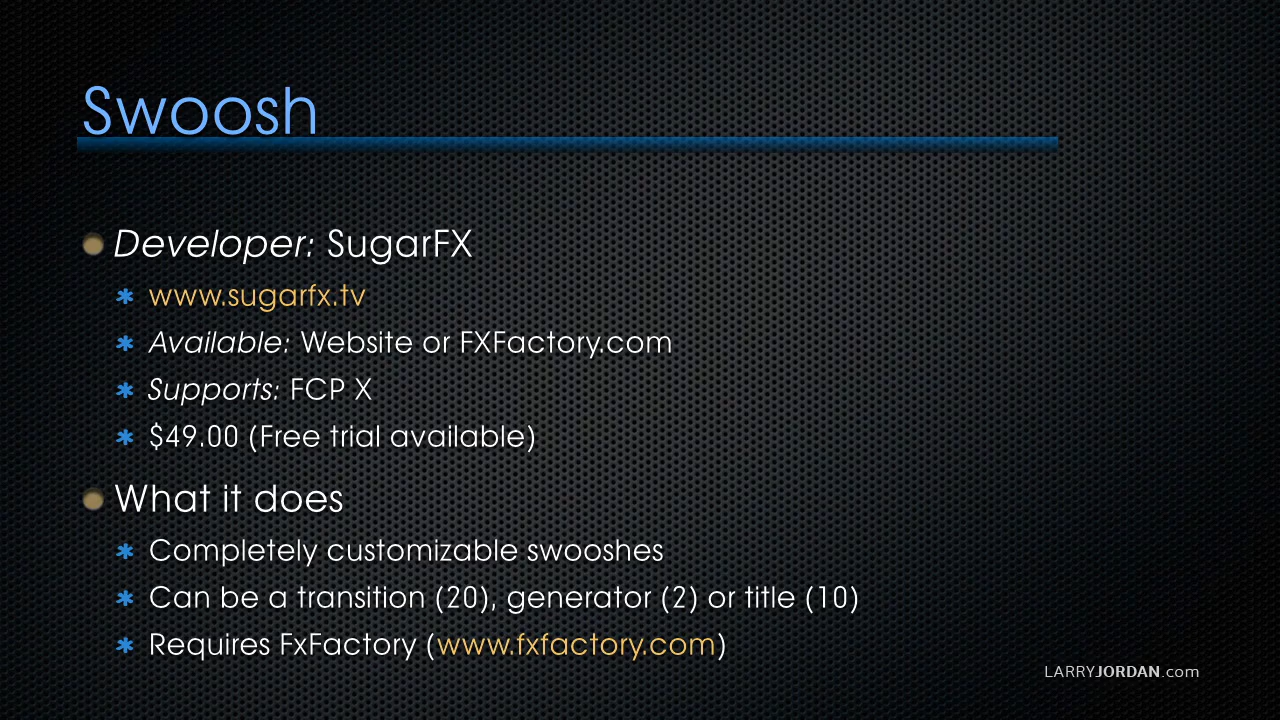 Swoosh
Developer: SugarFX
www.sugarfx.tv
Available: Website or FXFactory.com
Supports: FCP X
$49.00 (Free trial available)
What it does
Completely customizable swooshes
Can be a transition (20), generator (2) or title (10)
Requires FxFactory (www.fxfactory.com)
LARRYJORDAN.com